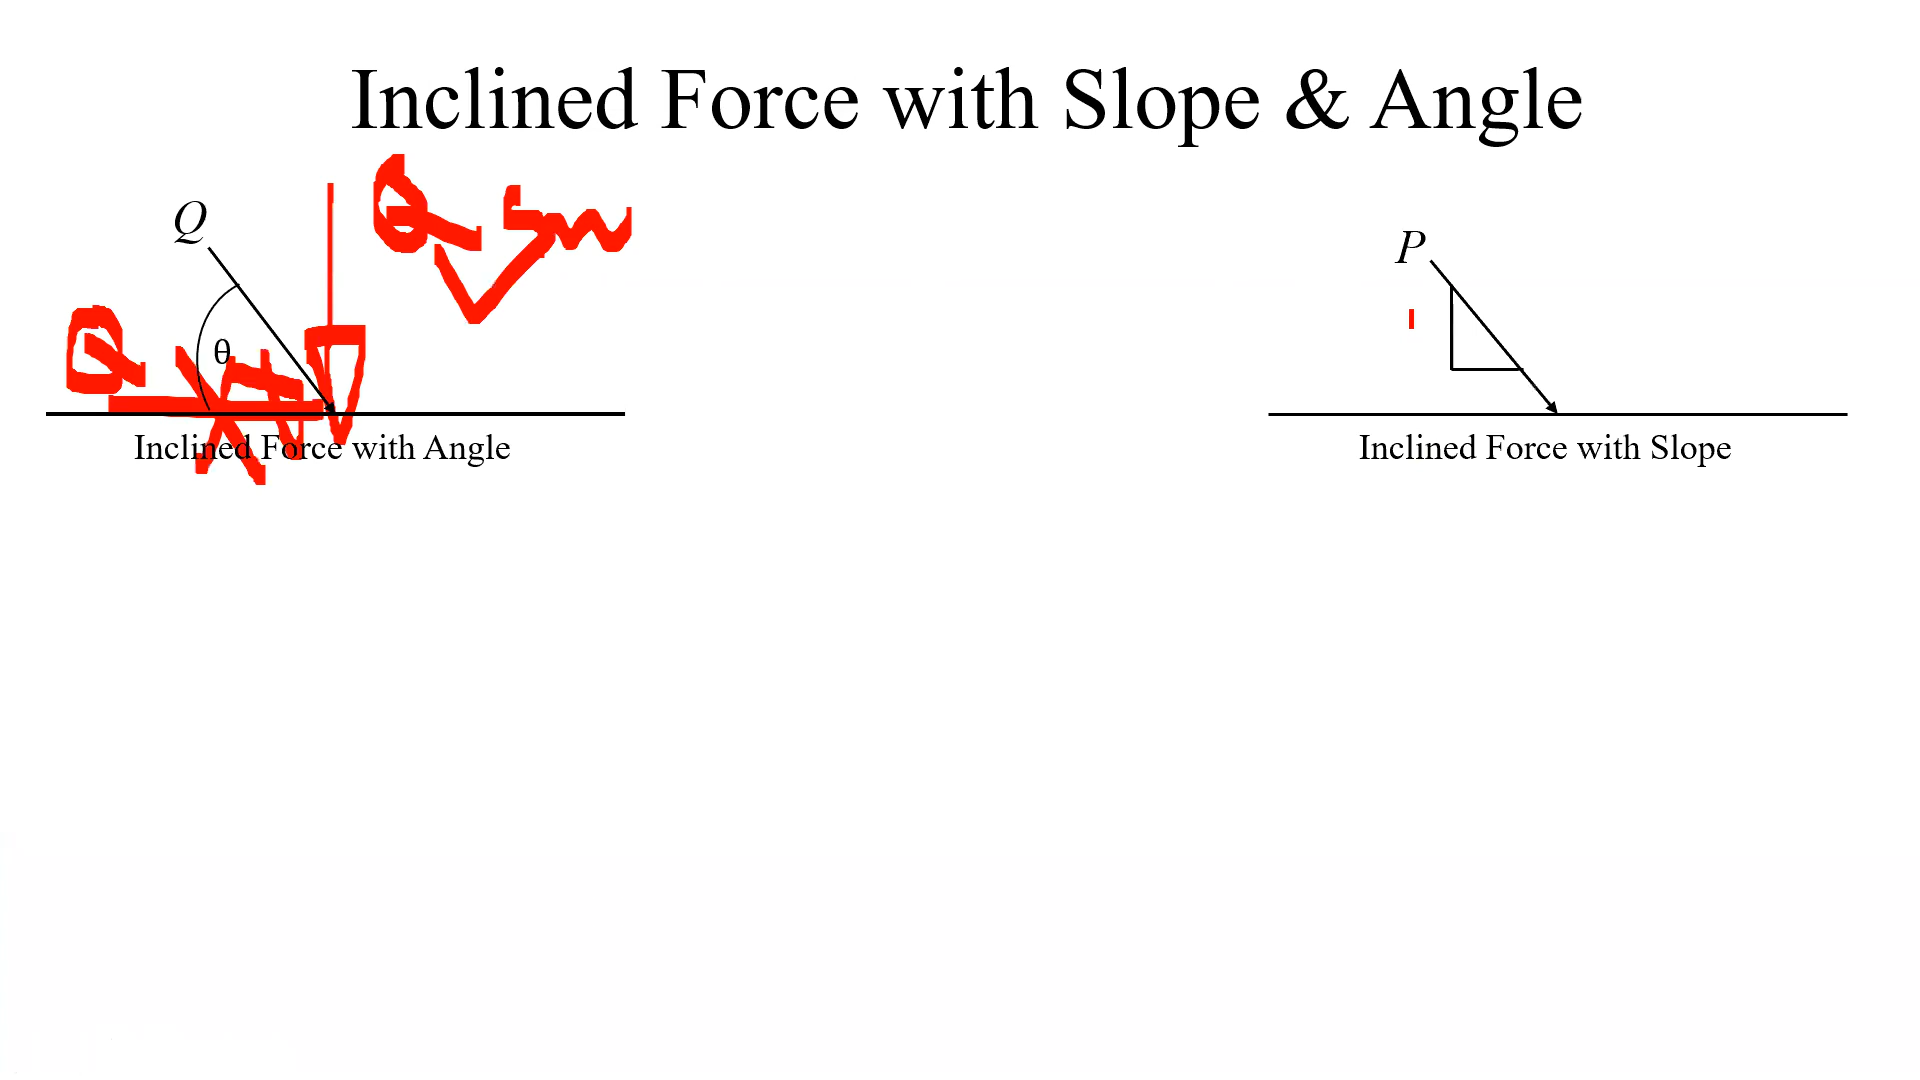 Inclined Force with Slope & Angle
Q
θ
Inclined Force with Angle
P
Inclined Force with Slope